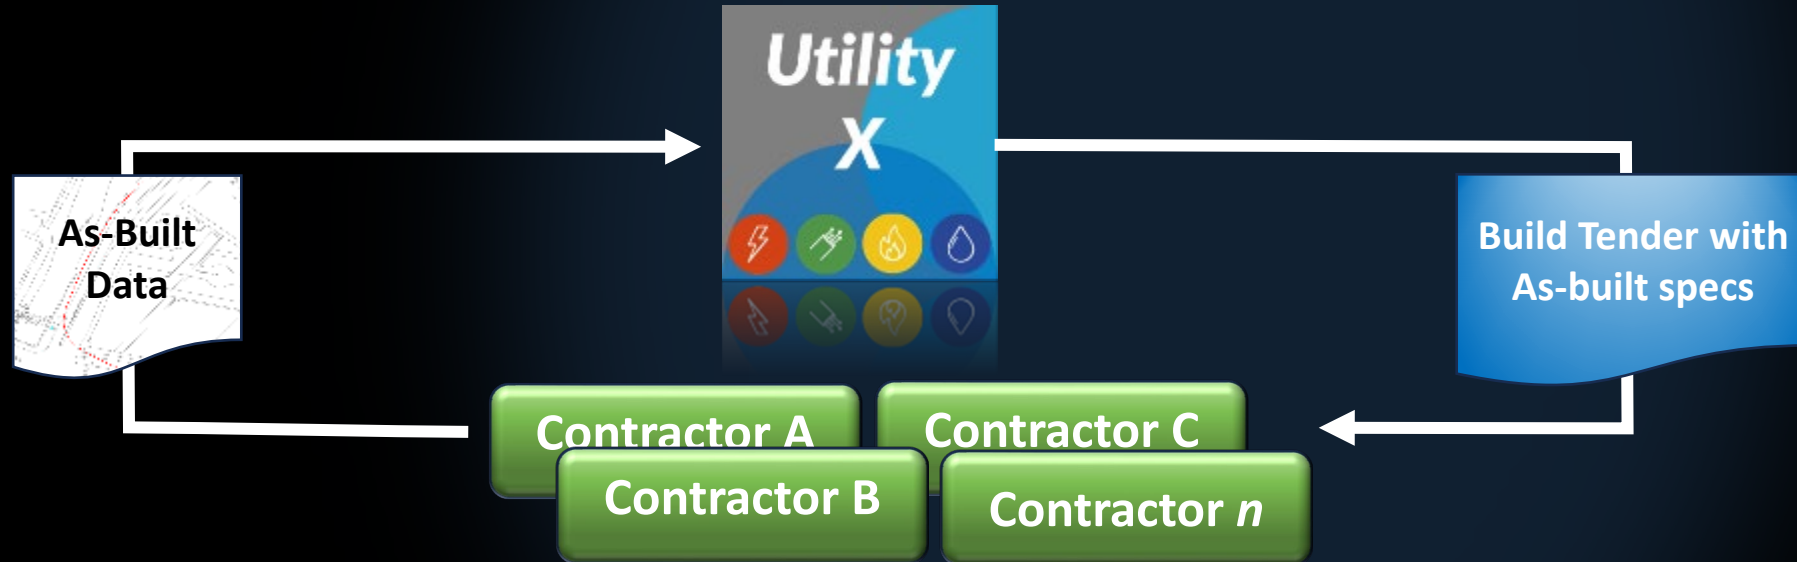 Utility
X
As-Built
Data
Build Tender with
As-built specs
Contractor A
Contractor C
Contractor B
Contractor n